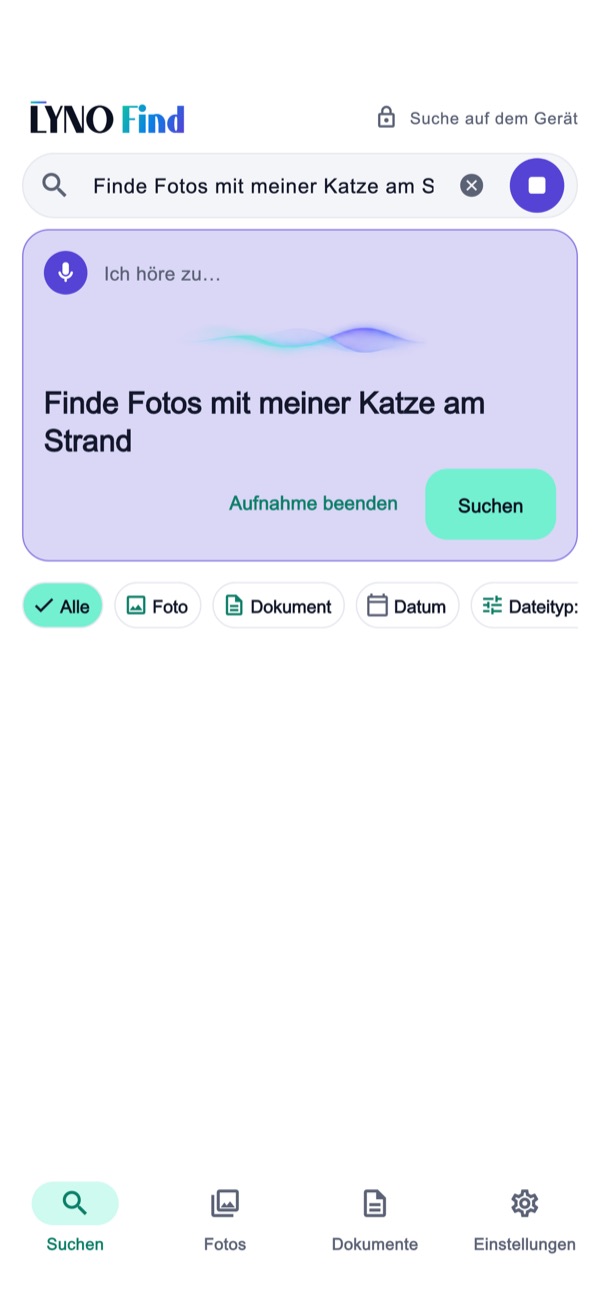 LYNO Find
Suche auf dem Gerät
Finde Fotos mit meiner Katze am S
Ich höre zu...
Finde Fotos mit meiner Katze am
Strand
Aufnahme beenden
Suchen
Alle
Foto
Dokument
Datum
Dateityp:
Suchen
Fotos
Dokumente
Einstellungen